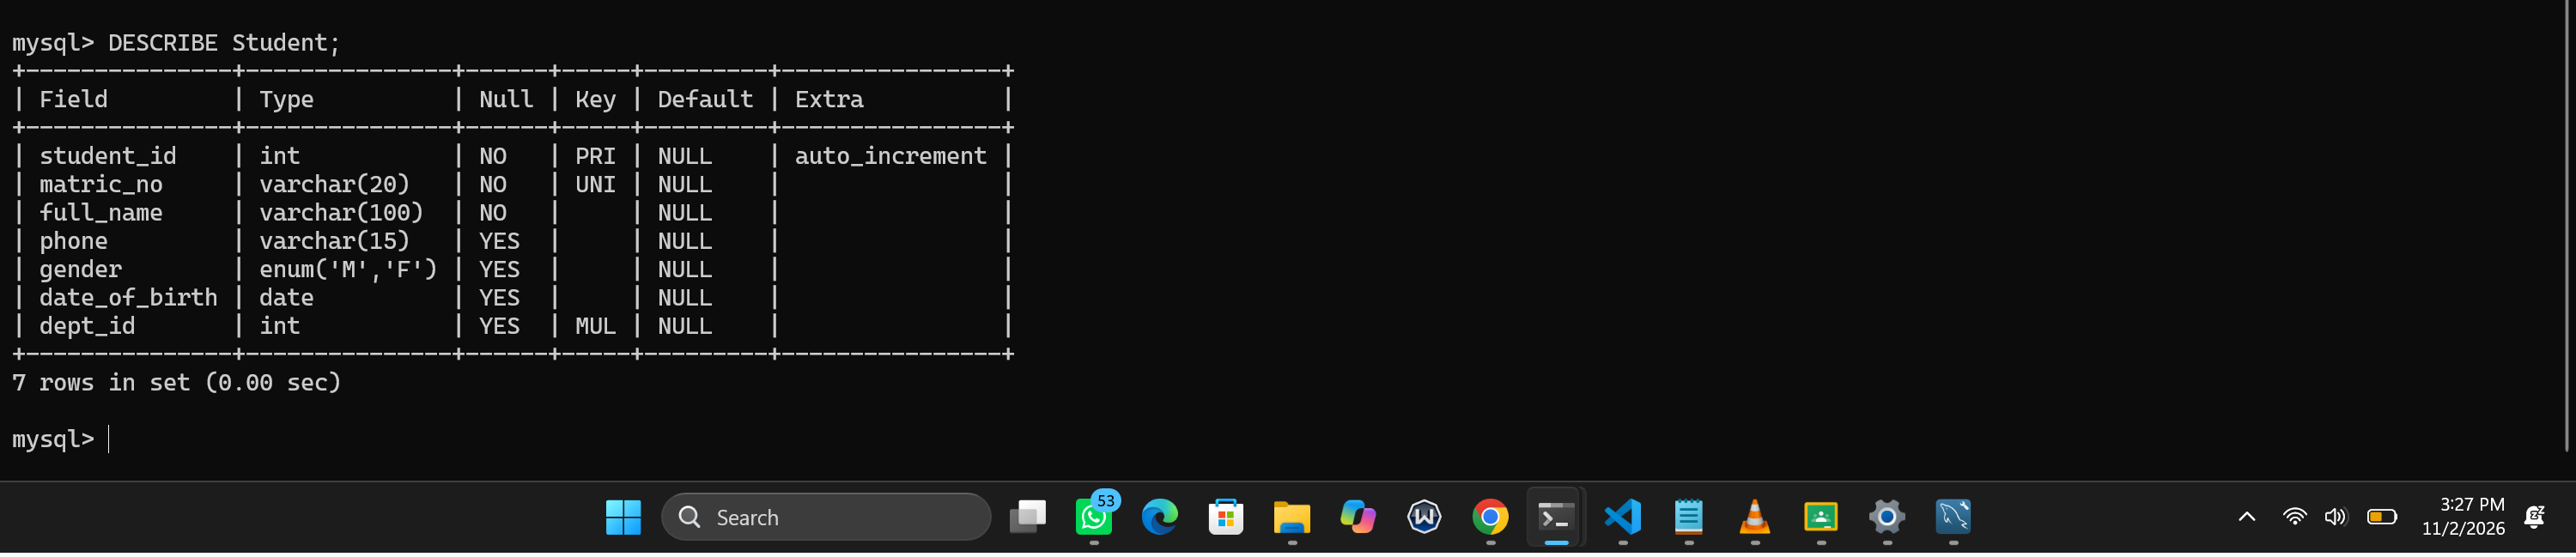 mysql> DESCRIBE Student;
+---------------+---------------+------+-----+---------+----------------+
| Field         | Type          | Null | Key | Default | Extra          |
+---------------+---------------+------+-----+---------+----------------+
| student_id    | int           | NO   | PRI | NULL    | auto_increment |
| matric_no     | varchar(20)   | NO   | UNI | NULL    |                |
| full_name     | varchar(100)  | NO   |     | NULL    |                |
| phone         | varchar(15)   | YES  |     | NULL    |                |
| gender        | enum('M','F') | YES  |     | NULL    |                |
| date_of_birth | date          | YES  |     | NULL    |                |
| dept_id       | int           | YES  | MUL | NULL    |                |
+---------------+---------------+------+-----+---------+----------------+
7 rows in set (0.00 sec)
mysql>
Search
53
3:27 PM
11/2/2026